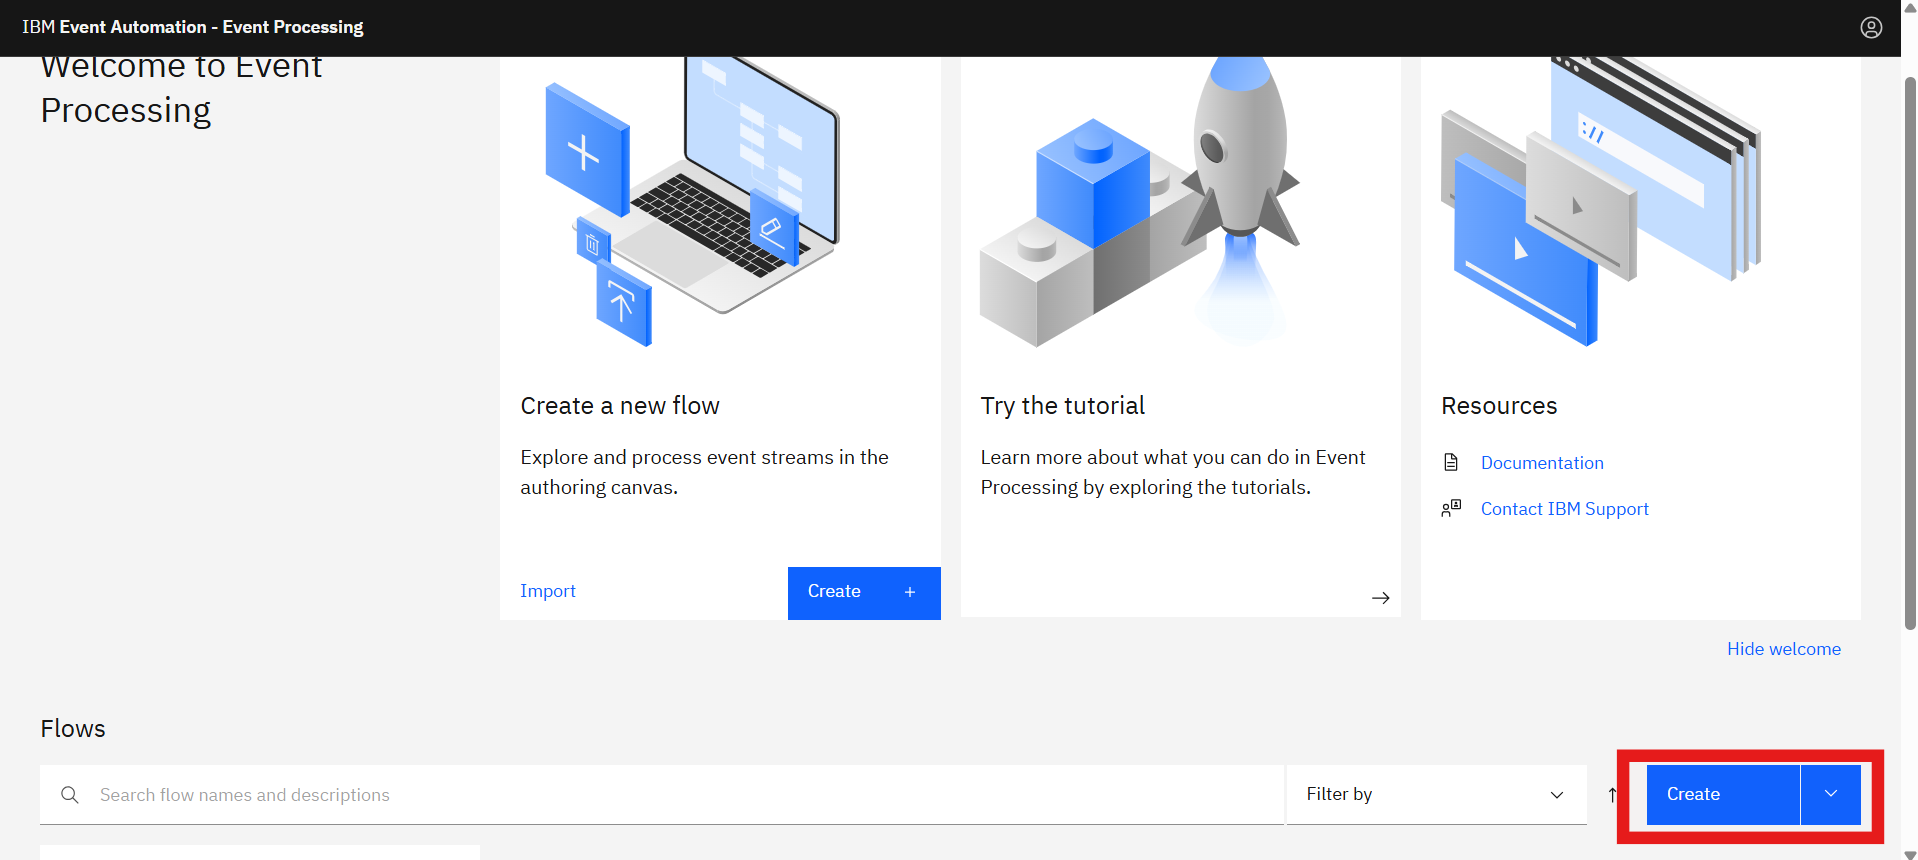 IBM Event Automation - Event Processing
Welcome to Event
Processing
Create a new flow
Explore and process event streams in the
authoring canvas.
Import
Create
Try the tutorial
Learn more about what you can do in Event
Processing by exploring the tutorials.
Resources
Documentation
Contact IBM Support
Hide welcome
Flows
Search flow names and descriptions
Filter by
Create